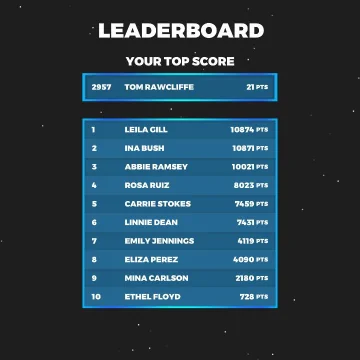 LEADERBOARD
YOUR TOP SCORE
2957 TOM RAWCLIFFE 21 PTS
1 LEILA GILL 10874 PTS
2 INA BUSH 10871 PTS
3 ABBIE RAMSEY 10021 PTS
4 ROSA RUIZ 8023 PTS
5 CARRIE STOKES 7459 PTS
6 LINNIE DEAN 7431 PTS
7 EMILY JENNINGS 4119 PTS
8 ELIZA PEREZ 4090 PTS
9 MINA CARLSON 2180 PTS
10 ETHEL FLOYD 728 PTS